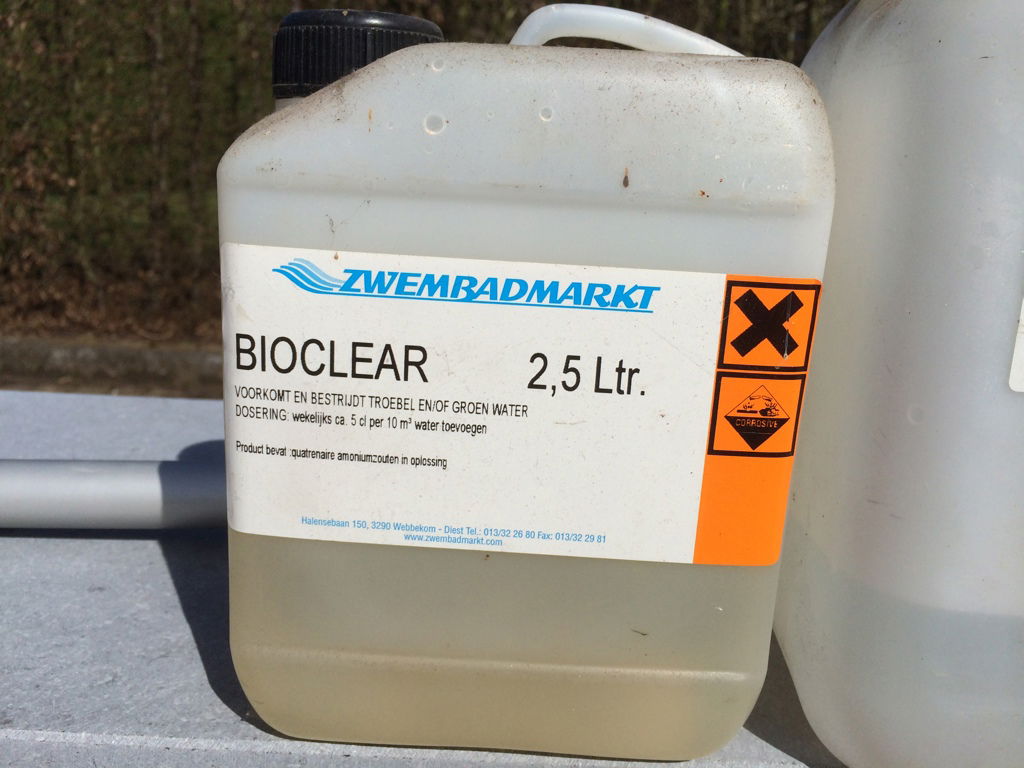 ZWEMBADMARKT
BIOCLEAR 2,5 Ltr.
VOORKOMT EN BESTRIJDT TROEBEL EN/OF GROEN WATER
DOSERING: wekelijks ca. 5 cl per 10 m³ water toevoegen
Product bevat :quatrenaire amoniumzouten in oplossing
CORROSIVE
Halensebaan 150, 3290 Webbekom - Diest Tel.: 013/32 26 80 Fax: 013/32 29 81
www.zwembadmarkt.com